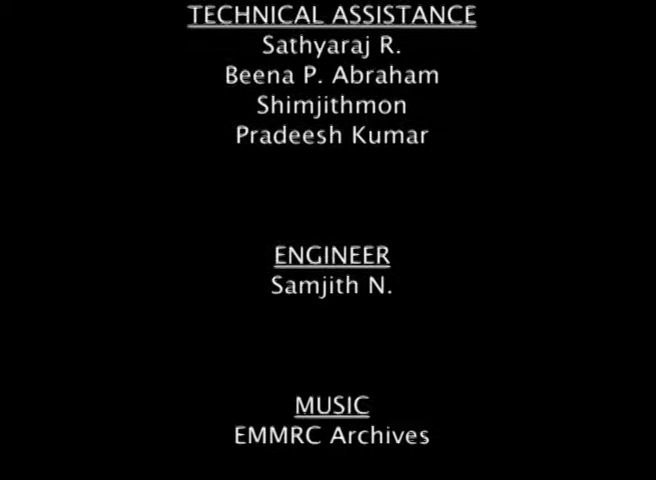 TECHNICAL ASSISTANCE
Sathyaraj R.
Beena P. Abraham
Shimjithmon
Pradeesh Kumar
ENGINEER
Samjith N.
MUSIC
EMMRC Archives